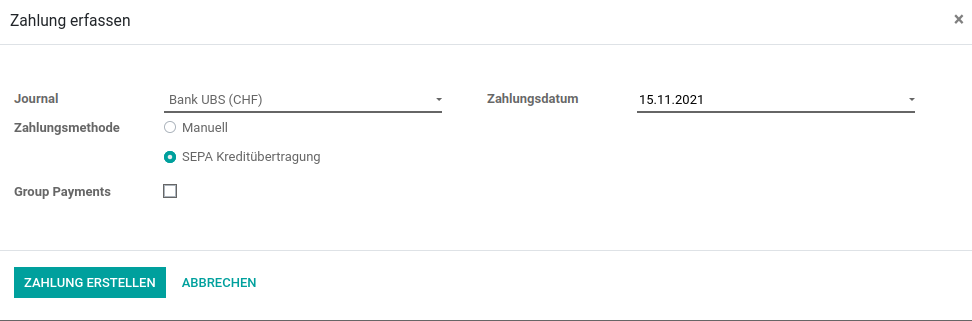 Zahlung erfassen ×
Journal Bank UBS (CHF) Zahlungsdatum 15.11.2021
Zahlungsmethode Manuell
SEPA Kreditübertragung
Group Payments
ZAHLUNG ERSTELLEN ABBRECHEN